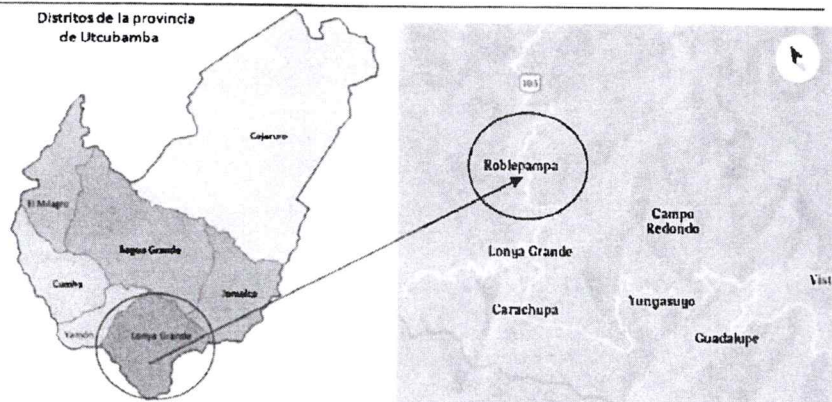 Distritos de la provincia
de Utcubamba
Cajaruro
El Milagro
Bagua Grande
Cumba
Jamalca
Yamón
Lonya Grande
105
Roblepampa
Campo
Redondo
Lonya Grande
Vist
Carachupa
Yungasuyo
Guadalupe